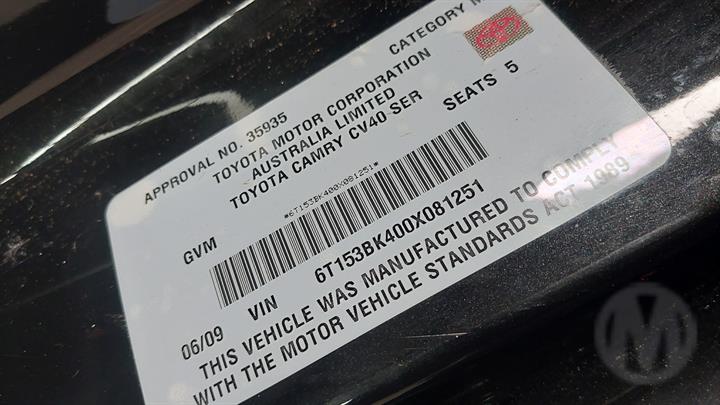 APPROVAL NO. 35935 CATEGORY M
TOYOTA MOTOR CORPORATION
AUSTRALIA LIMITED
TOYOTA CAMRY CV40 SER
GVM SEATS 5
*6T153BK400X081251*
06/09 VIN 6T153BK400X081251
THIS VEHICLE WAS MANUFACTURED TO COMPLY
WITH THE MOTOR VEHICLE STANDARDS ACT 1989
M